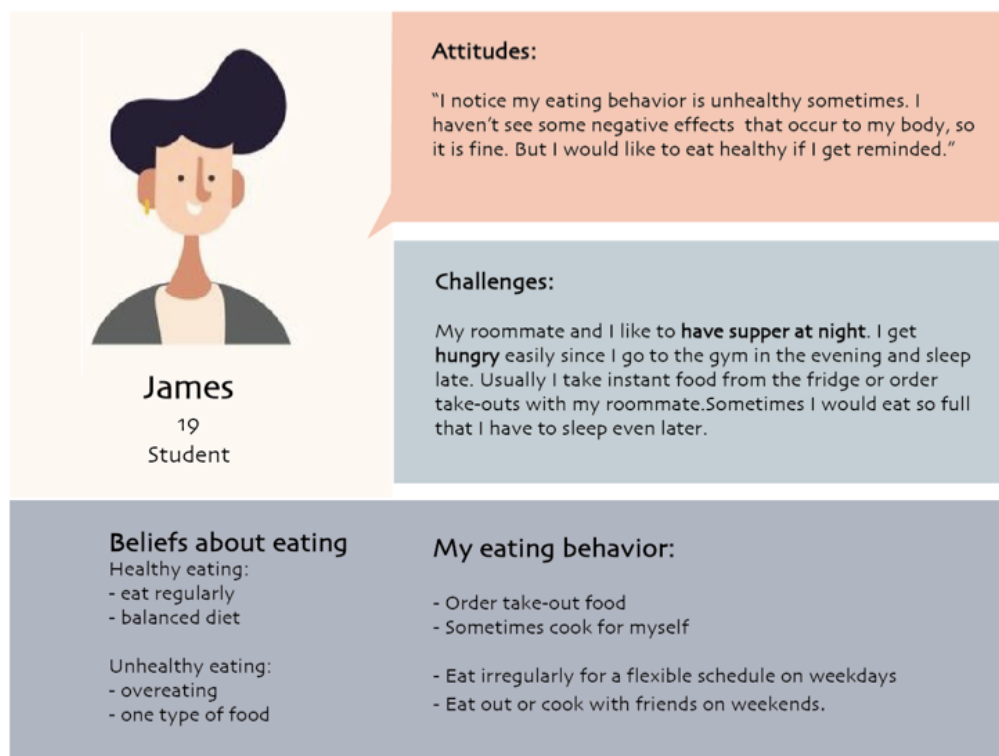 Attitudes:
"I notice my eating behavior is unhealthy sometimes. I
haven't see some negative effects that occur to my body, so
it is fine. But I would like to eat healthy if I get reminded."
Challenges:
My roommate and I like to have supper at night. I get
hungry easily since I go to the gym in the evening and sleep
late. Usually I take instant food from the fridge or order
take-outs with my roommate.Sometimes I would eat so full
that I have to sleep even later.
James
19
Student
Beliefs about eating
Healthy eating:
- eat regularly
- balanced diet
Unhealthy eating:
- overeating
- one type of food
My eating behavior:
- Order take-out food
- Sometimes cook for myself
- Eat irregularly for a flexible schedule on weekdays
- Eat out or cook with friends on weekends.